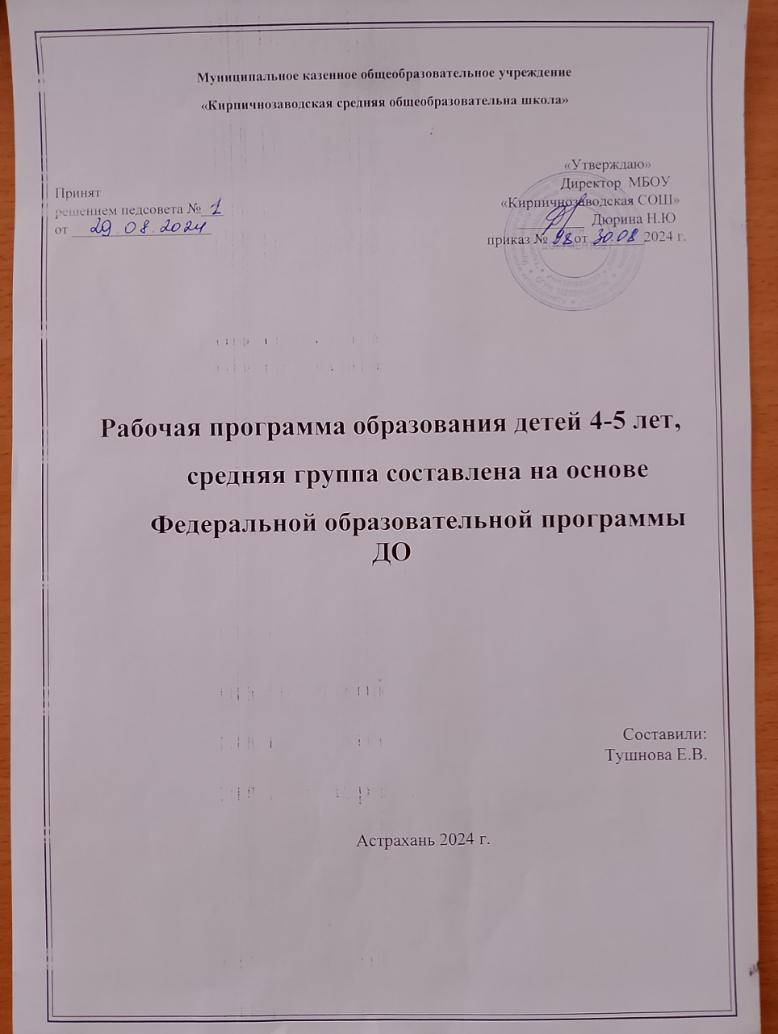 Муниципальное казенное общеобразовательное учреждение
«Кирпичнозаводская средняя общеобразовательна школа»
Принят
решением педсовета № 1
от 29.08.2024
«Утверждаю»
Директор МБОУ
«Кирпичнозаводская СОШ»
Дюрина Н.Ю
приказ № 98 от 30.08 2024 г.
Рабочая программа образования детей 4-5 лет,
средняя группа составлена на основе
Федеральной образовательной программы
ДО
Составили:
Тушнова Е.В.
Астрахань 2024 г.